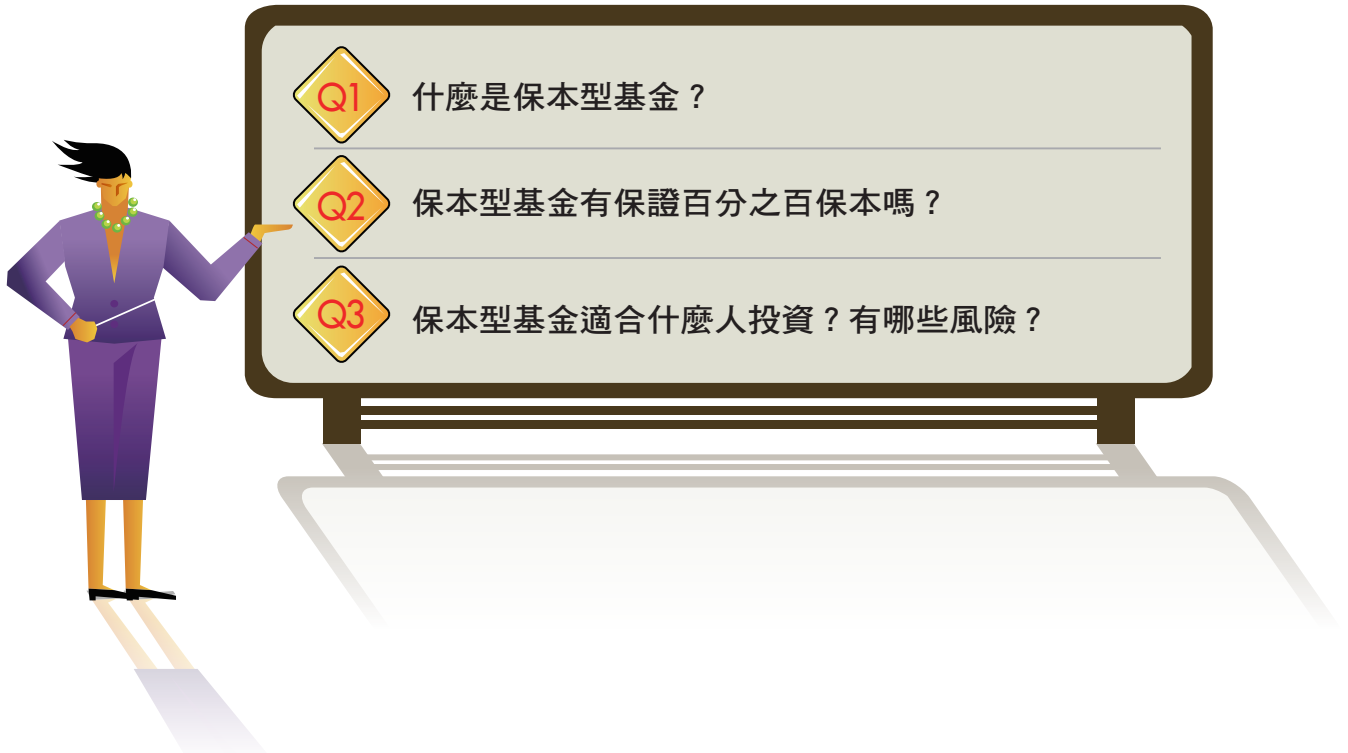 Q1 什麼是保本型基金？
Q2 保本型基金有保證百分之百保本嗎？
Q3 保本型基金適合什麼人投資？有哪些風險？